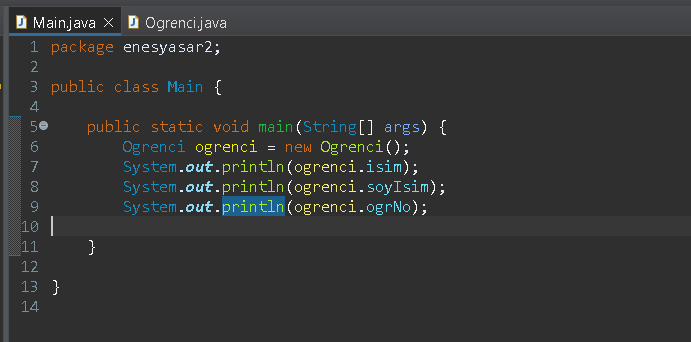 Main.java Ogrenci.java
1 package enesyasar2;
2
3 public class Main {
4
5 public static void main(String[] args) {
6 Ogrenci ogrenci = new Ogrenci();
7 System.out.println(ogrenci.isim);
8 System.out.println(ogrenci.soyIsim);
9 System.out.println(ogrenci.ogrNo);
10
11 }
12
13 }
14